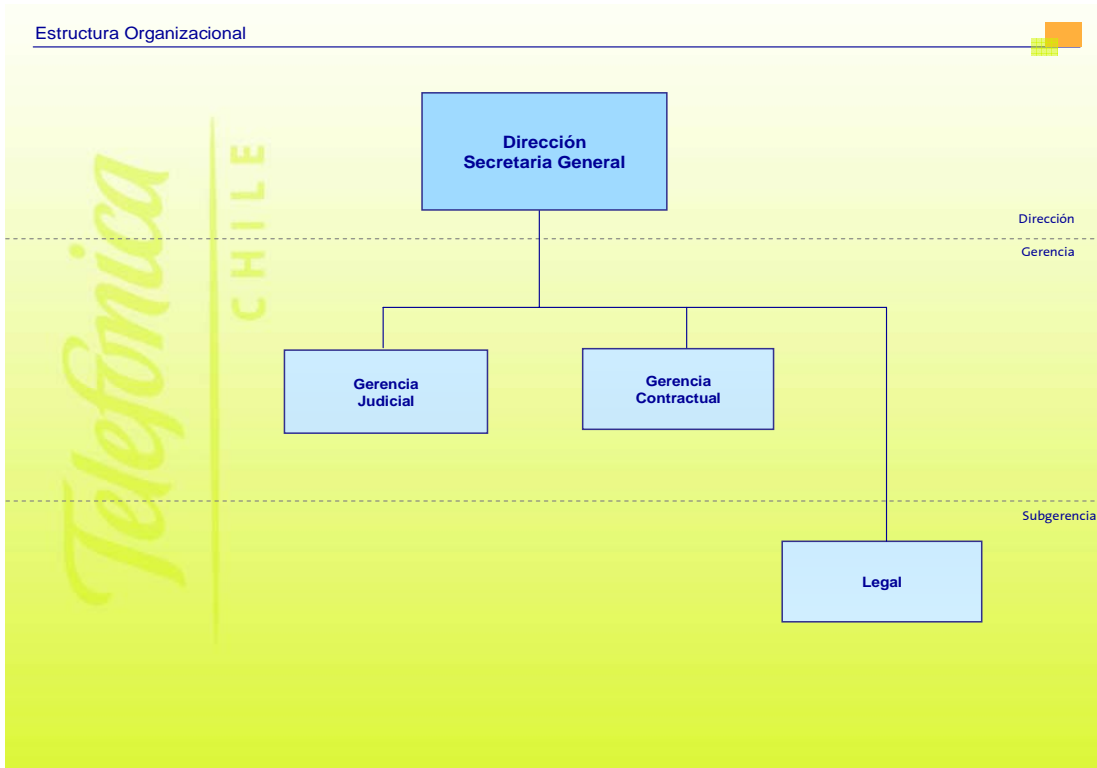 Estructura Organizacional
Dirección
Secretaria General
Dirección
Gerencia
Gerencia
Judicial
Gerencia
Contractual
Subgerencia
Legal
Telefónica
CHILE